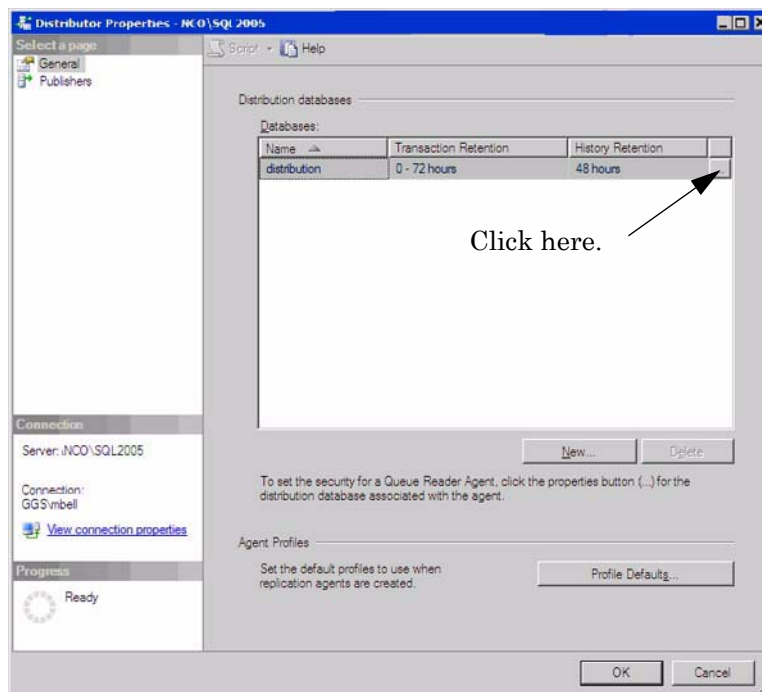 Distributor Properties - NCO\SQL2005
Select a page
General
Publishers
Script
Help
Distribution databases
Databases:
Name
Transaction Retention
History Retention
distribution
0 - 72 hours
48 hours
...
Click here.
New...
Delete
To set the security for a Queue Reader Agent, click the properties button (...) for the
distribution database associated with the agent.
Agent Profiles
Set the default profiles to use when
replication agents are created.
Profile Defaults...
Connection
Server: NCO\SQL2005
Connection:
GGS\mbell
View connection properties
Progress
Ready
OK
Cancel